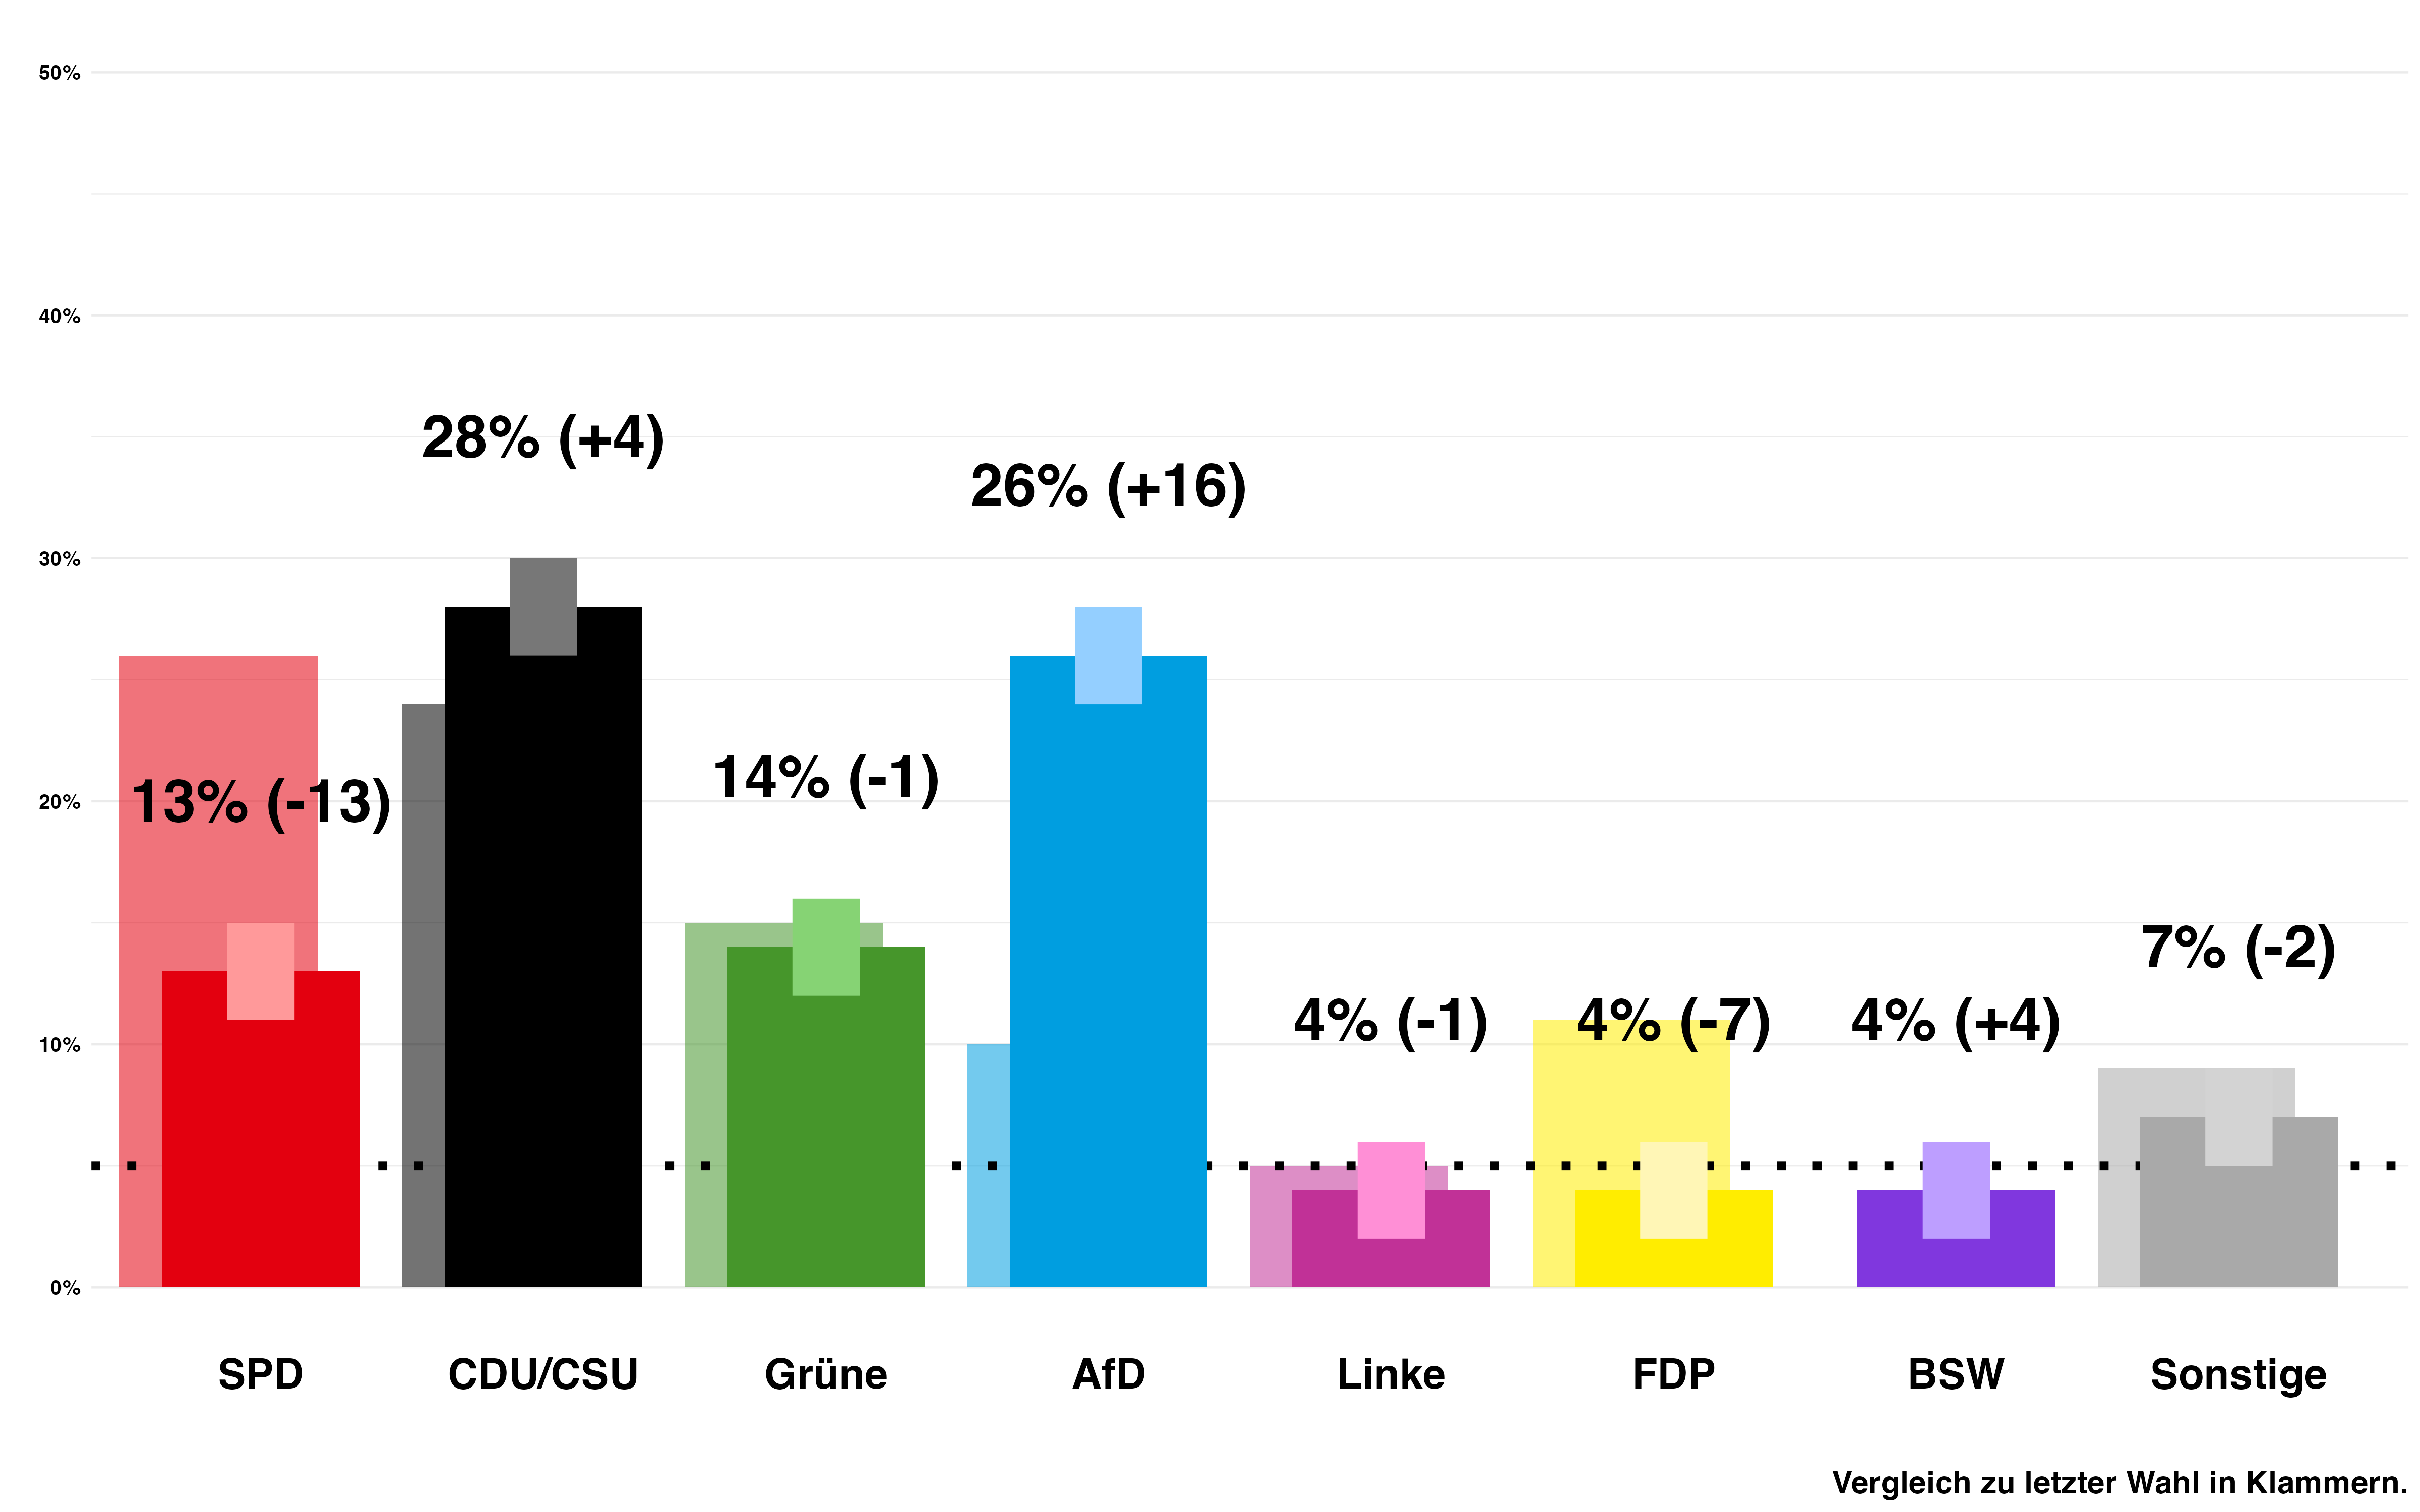 50%
40%
30%
20%
10%
0%
28% (+4)
26% (+16)
14% (-1)
13% (-13)
7% (-2)
4% (-1)
4% (-7)
4% (+4)
SPD
CDU/CSU
Grüne
AfD
Linke
FDP
BSW
Sonstige
Vergleich zu letzter Wahl in Klammern.